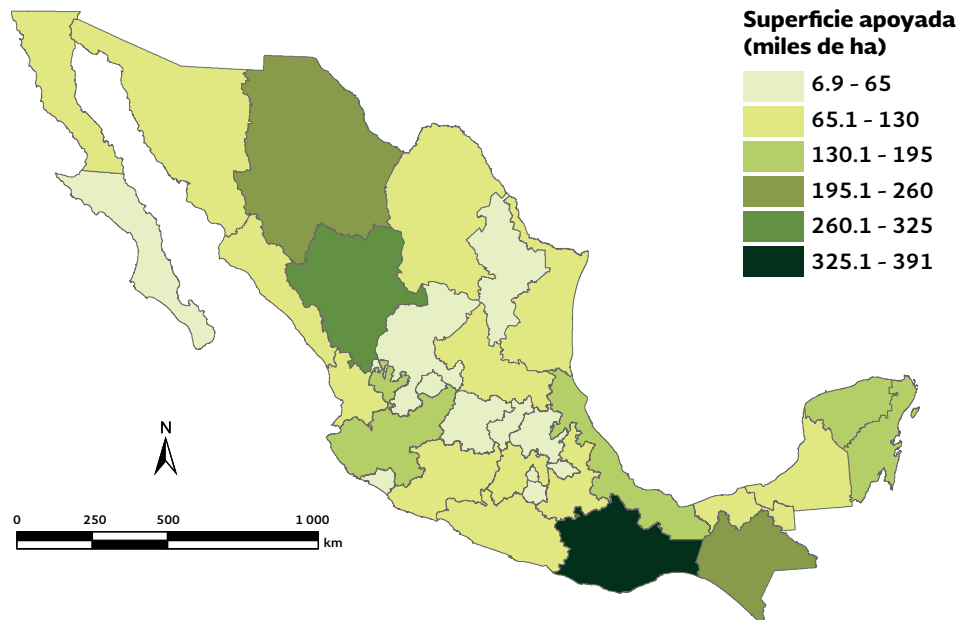 Superficie apoyada
(miles de ha)
6.9 – 65
65.1 – 130
130.1 – 195
195.1 – 260
260.1 – 325
325.1 – 391
N
0 250 500 1 000
km